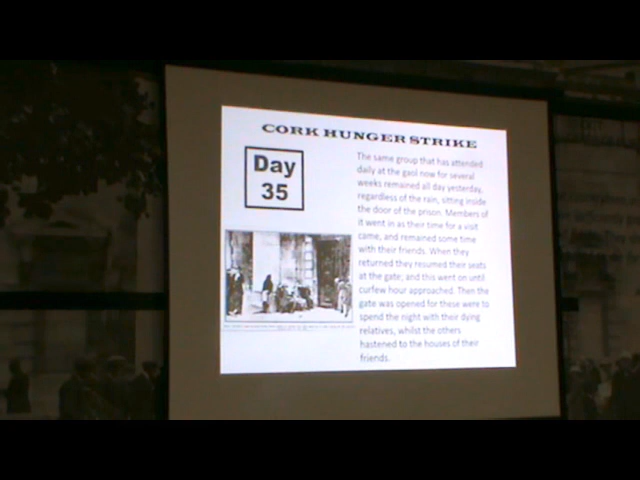 CORK HUNGER STRIKE
Day
35
The same group that has attended
daily at the gaol now for several
weeks remained all day yesterday,
regardless of the rain, sitting inside
the door of the prison. Members of
it went in as their time for a visit
came, and remained some time
with their friends. When they
returned they resumed their seats
at the gate, and this went on until
curfew hour approached. Then the
gate was opened for these were to
spend the night with their dying
relatives, whilst the others
hastened to the houses of their
friends.